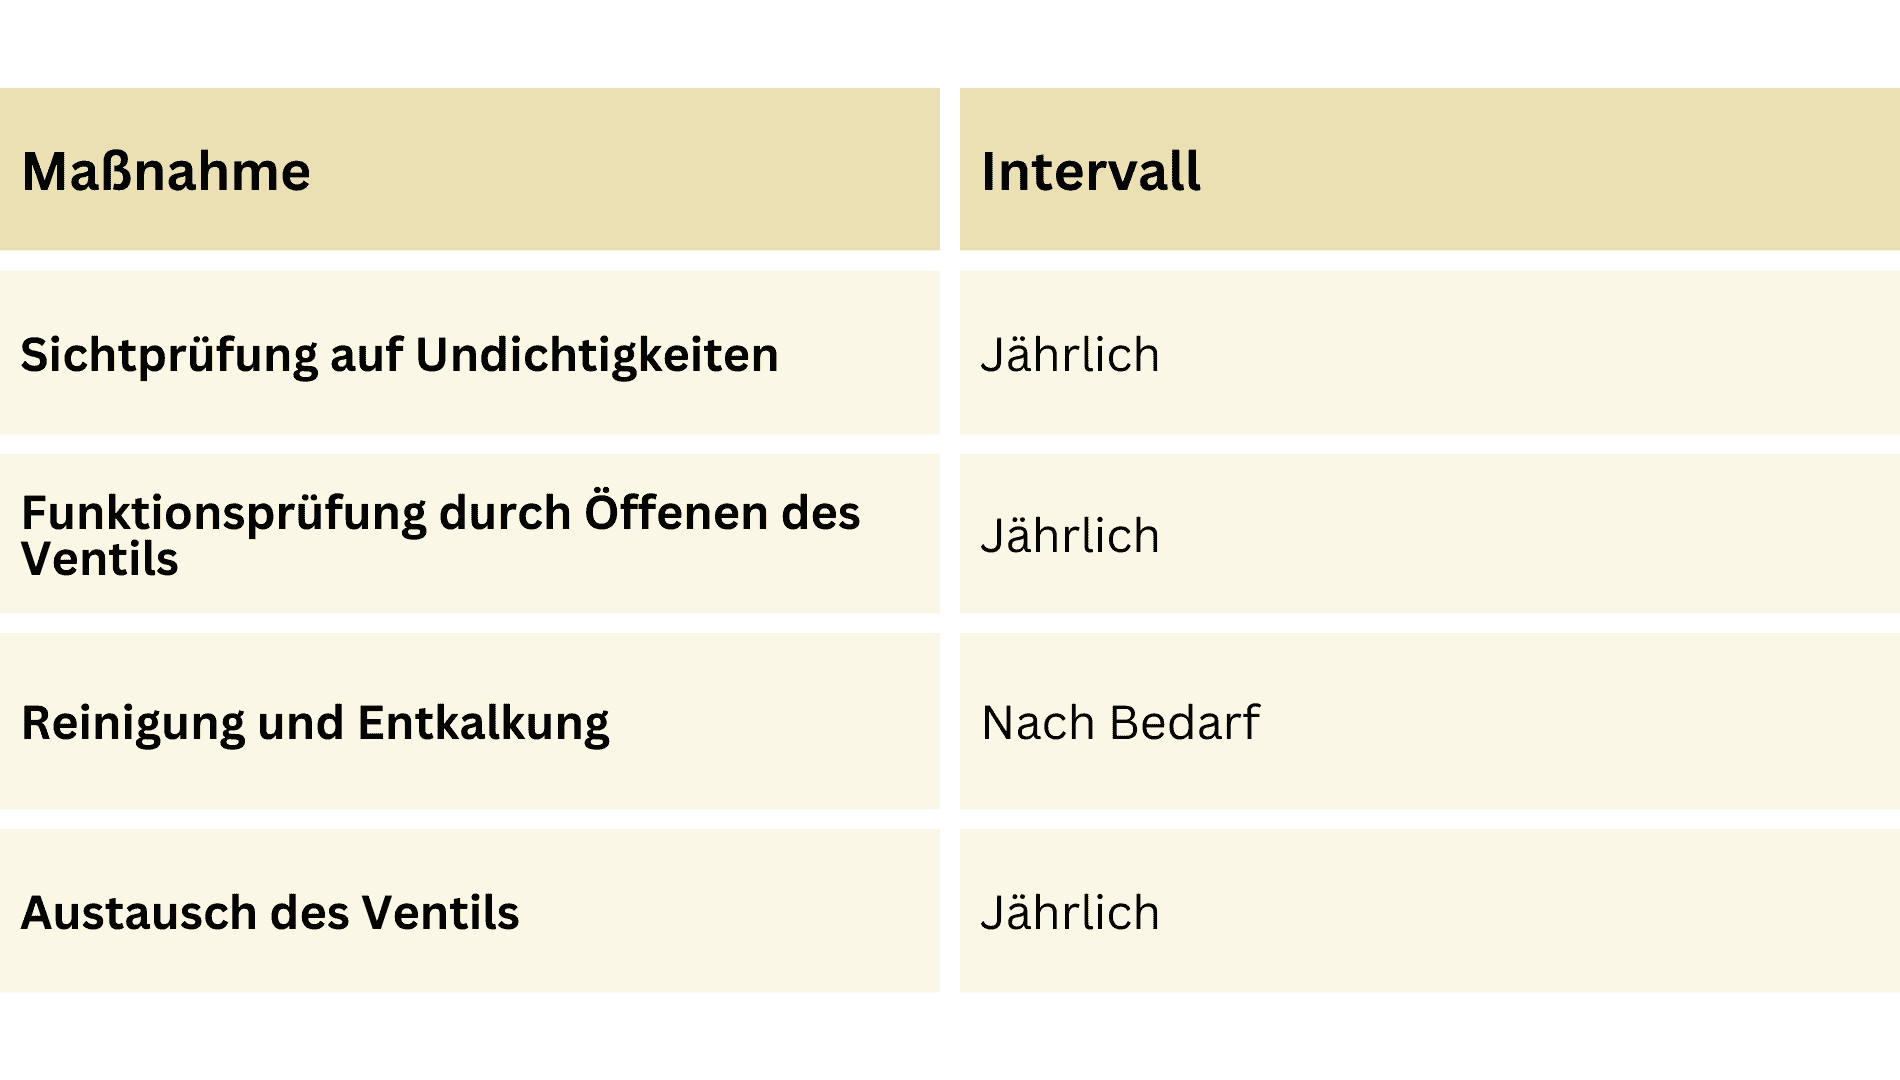 Maßnahme
Intervall
Sichtprüfung auf Undichtigkeiten
Jährlich
Funktionsprüfung durch Öffenen des
Ventils
Jährlich
Reinigung und Entkalkung
Nach Bedarf
Austausch des Ventils
Jährlich